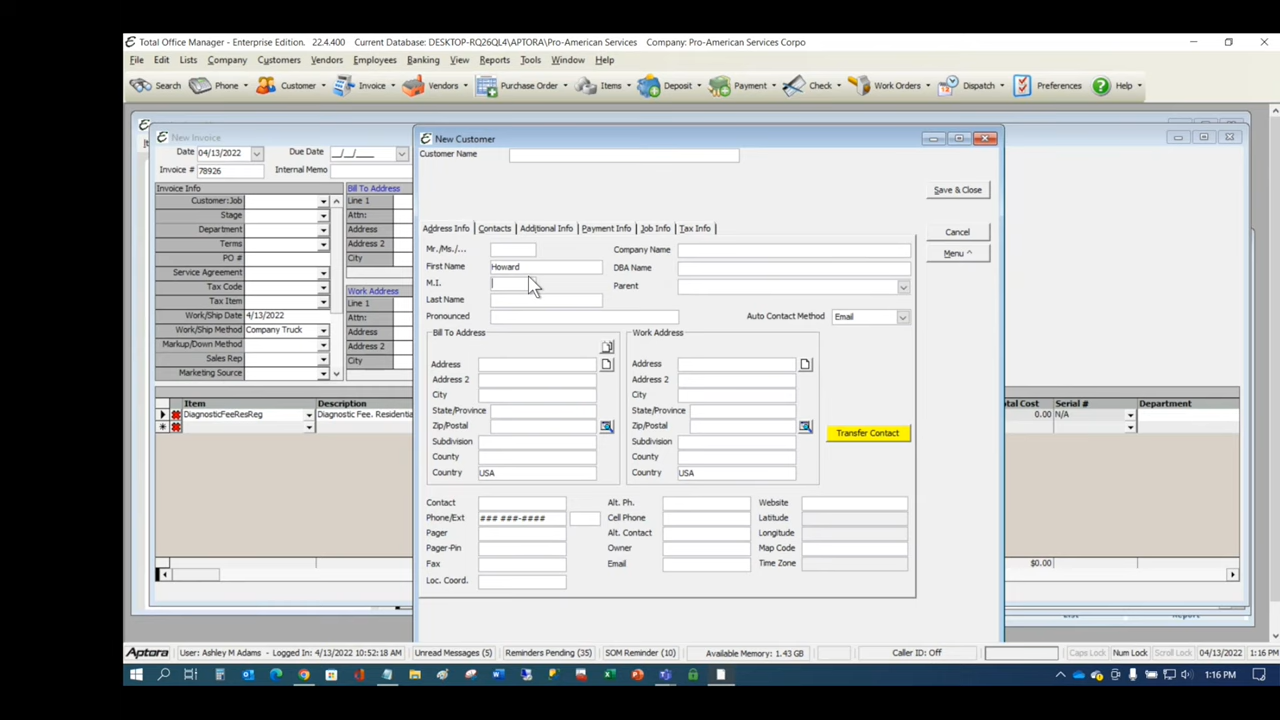 Total Office Manager - Enterprise Edition. 22.4.400 Current Database: DESKTOP-RQ26QL4\APTORA\Pro-American Services Company: Pro-American Services Corpo
File Edit Lists Company Customers Vendors Employees Banking View Reports Tools Window Help
Search Phone Customer Invoice Vendors Purchase Order Items Deposit Payment Check Work Orders Dispatch Preferences Help
New Invoice
Date 04/13/2022 Due Date __/__/____
Invoice # 78926 Internal Memo
Invoice Info
Customer:Job
Stage
Department
Terms
PO #
Service Agreement
Tax Code
Tax Item
Work/Ship Date 4/13/2022
Work/Ship Method Company Truck
Markup/Down Method
Sales Rep
Marketing Source
Bill To Address
Line 1
Attn:
Address
Address 2
City
Work Address
Line 1
Attn:
Address
Address 2
City
Item Description
DiagnosticFeeResReg Diagnostic Fee. Residentia
otal Cost Serial # Department
0.00 N/A
$0.00
New Customer
Customer Name
Save & Close
Cancel
Menu ^
Address Info Contacts Additional Info Payment Info Job Info Tax Info
Mr./Ms./...
First Name Howard
M.I.
Last Name
Pronounced
Company Name
DBA Name
Parent
Auto Contact Method Email
Bill To Address
Address
Address 2
City
State/Province
Zip/Postal
Subdivision
County
Country USA
Work Address
Address
Address 2
City
State/Province
Zip/Postal
Subdivision
County
Country USA
Transfer Contact
Contact
Phone/Ext ### ###-####
Pager
Pager-Pin
Fax
Loc. Coord.
Alt. Ph.
Cell Phone
Alt. Contact
Owner
Email
Website
Latitude
Longitude
Map Code
Time Zone
Aptora User: Ashley M Adams - Logged In: 4/13/2022 10:52:18 AM Unread Messages (5) Reminders Pending (35) SOM Reminder (10) Available Memory: 1.43 GB Caller ID: Off Caps Lock Num Lock Scroll Lock 04/13/2022 1:16 PM
1:16 PM